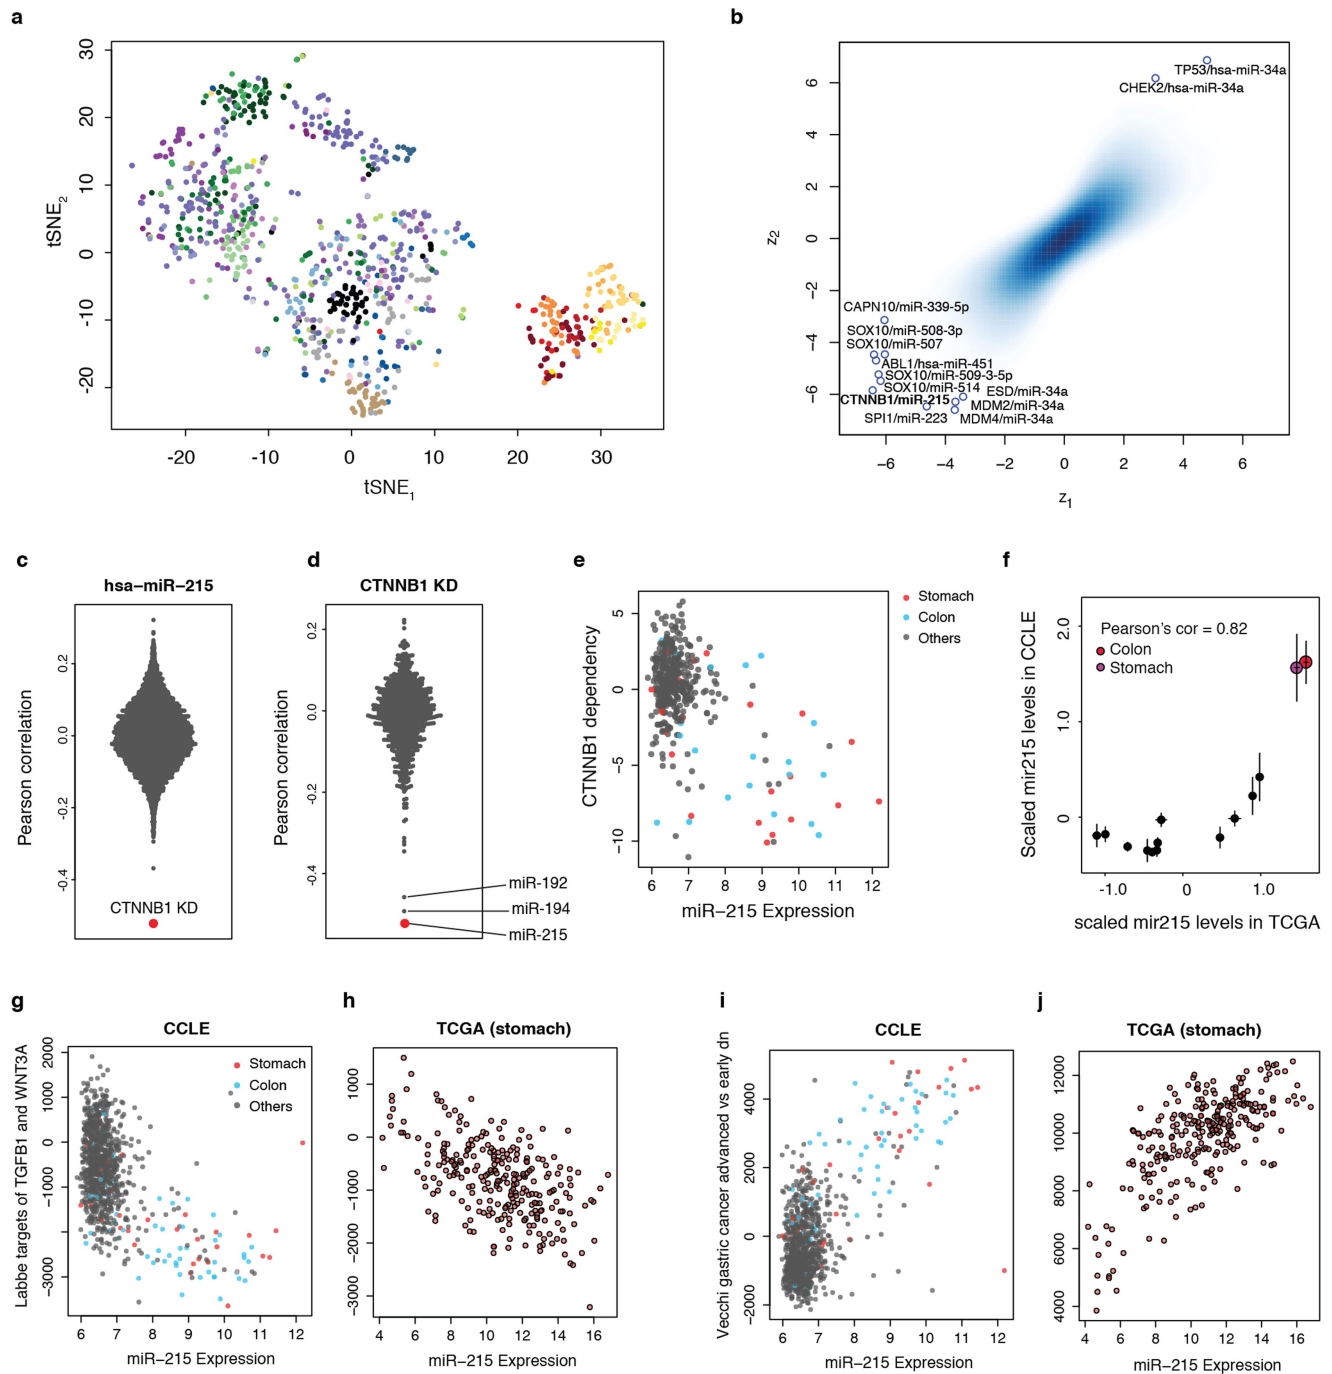 a
30
20
10
0
-10
-20
tSNE2
-20
-10
0
10
20
30
tSNE1
b
6
4
2
0
−2
−4
−6
z2
TP53/hsa-miR-34a
CHEK2/hsa-miR-34a
CAPN10/miR-339-5p
SOX10/miR-508-3p
SOX10/miR-507
ABL1/hsa-miR-451
SOX10/miR-509-3-5p
SOX10/miR-514
ESD/miR-34a
CTNNB1/miR-215
MDM2/miR-34a
SPI1/miR-223
MDM4/miR-34a
−6
−4
−2
0
2
4
6
z1
c
hsa−miR−215
Pearson correlation
0.2
0.0
-0.2
-0.4
CTNNB1 KD
d
CTNNB1 KD
Pearson correlation
0.2
0.0
-0.2
-0.4
miR-192
miR-194
miR-215
e
CTNNB1 dependency
5
0
−5
−10
6
7
8
9
10
11
12
miR−215 Expression
Stomach
Colon
Others
f
Scaled mir215 levels in CCLE
2.0
1.0
0
Pearson's cor = 0.82
Colon
Stomach
-1.0
0
1.0
scaled mir215 levels in TCGA
g
CCLE
Labbe targets of TGFB1 and WNT3A
2000
1000
0
−1000
−3000
Stomach
Colon
Others
6
7
8
9
10
11
12
miR−215 Expression
h
TCGA (stomach)
1000
0
−1000
−2000
−3000
4
6
8
10
12
14
16
miR−215 Expression
i
CCLE
Vecchi gastric cancer advanced vs early dn
4000
2000
0
−2000
6
7
8
9
10
11
12
miR−215 Expression
j
TCGA (stomach)
12000
10000
8000
6000
4000
4
6
8
10
12
14
16
miR−215 Expression